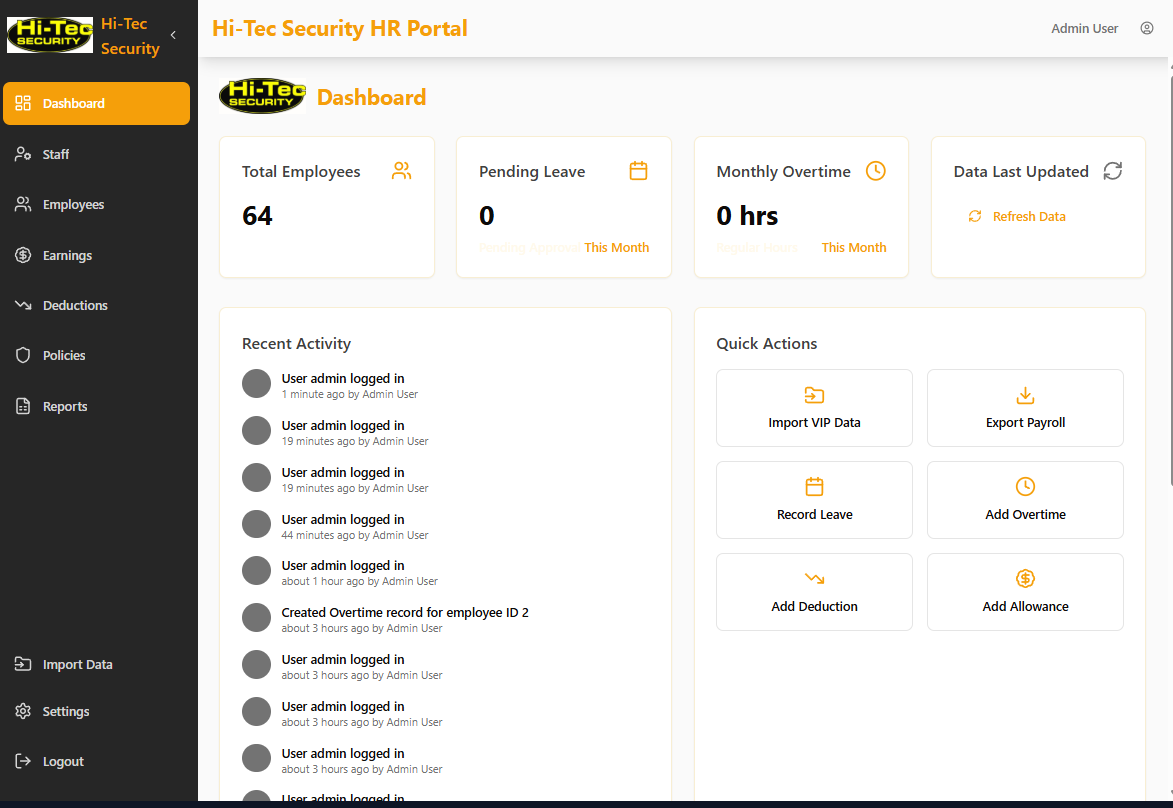 Hi-Tec
SECURITY
Hi-Tec
Security
Dashboard
Staff
Employees
Earnings
Deductions
Policies
Reports
Import Data
Settings
Logout
Hi-Tec Security HR Portal
Admin User
Hi-Tec
SECURITY
Dashboard
Total Employees
64
Pending Leave
0
Pending Approval This Month
Monthly Overtime
0 hrs
Regular Hours This Month
Data Last Updated
Refresh Data
Recent Activity
User admin logged in
1 minute ago by Admin User
User admin logged in
19 minutes ago by Admin User
User admin logged in
19 minutes ago by Admin User
User admin logged in
44 minutes ago by Admin User
User admin logged in
about 1 hour ago by Admin User
Created Overtime record for employee ID 2
about 3 hours ago by Admin User
User admin logged in
about 3 hours ago by Admin User
User admin logged in
about 3 hours ago by Admin User
User admin logged in
about 3 hours ago by Admin User
User admin logged in
Quick Actions
Import VIP Data
Export Payroll
Record Leave
Add Overtime
Add Deduction
Add Allowance